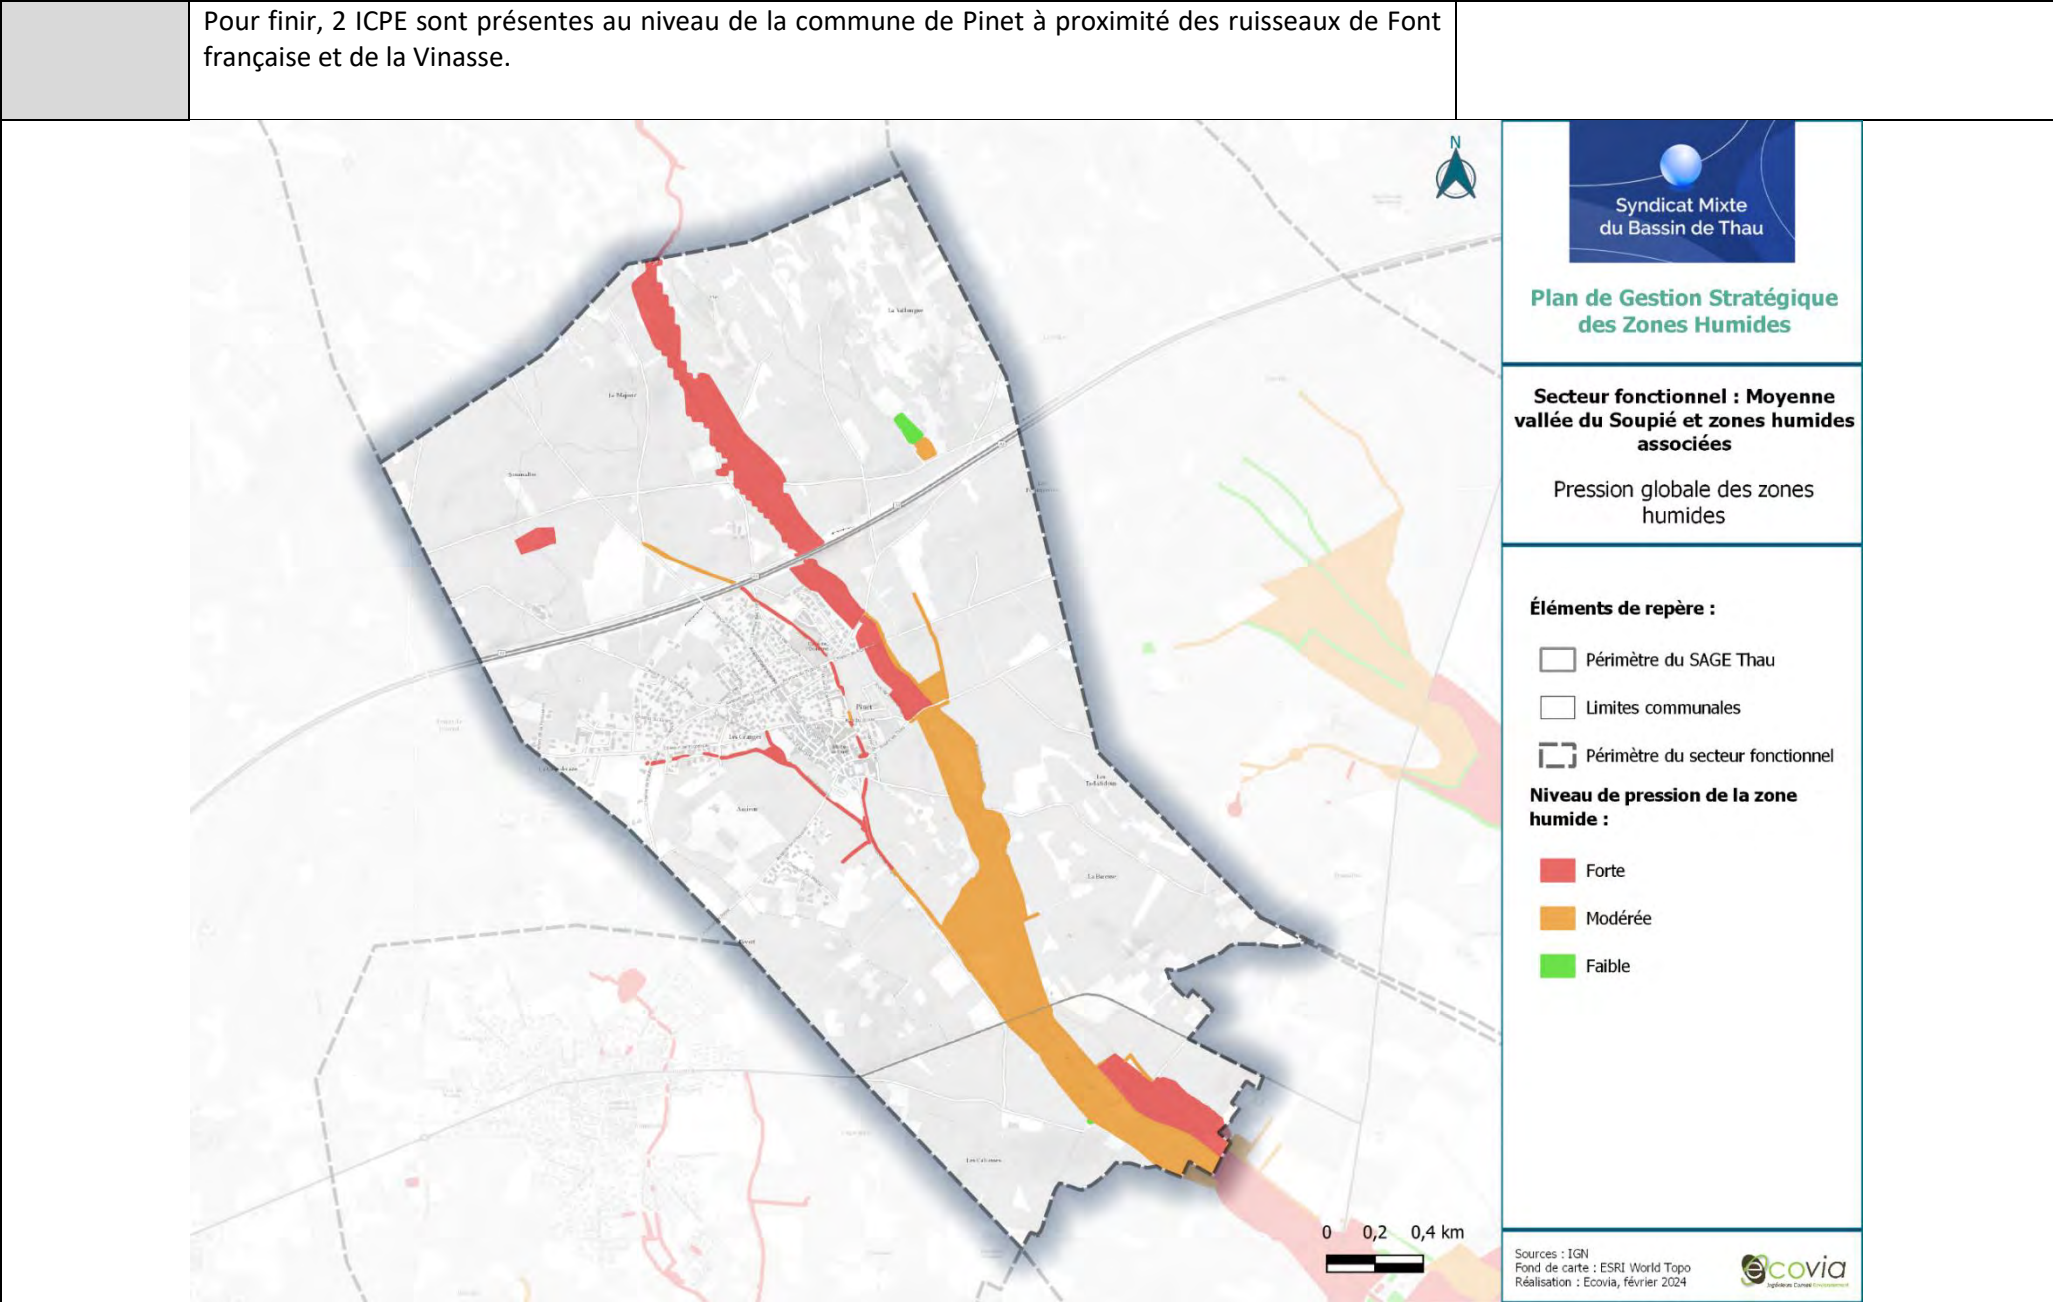 Pour finir, 2 ICPE sont présentes au niveau de la commune de Pinet à proximité des ruisseaux de Font
française et de la Vinasse.
N
Syndicat Mixte
du Bassin de Thau
Plan de Gestion Stratégique
des Zones Humides
Secteur fonctionnel : Moyenne
vallée du Soupié et zones humides
associées
Pression globale des zones
humides
Éléments de repère :
Périmètre du SAGE Thau
Limites communales
Périmètre du secteur fonctionnel
Niveau de pression de la zone
humide :
Forte
Modérée
Faible
Pinet
0 0,2 0,4 km
Sources : IGN
Fond de carte : ESRI World Topo
Réalisation : Ecovia, février 2024
ecovia